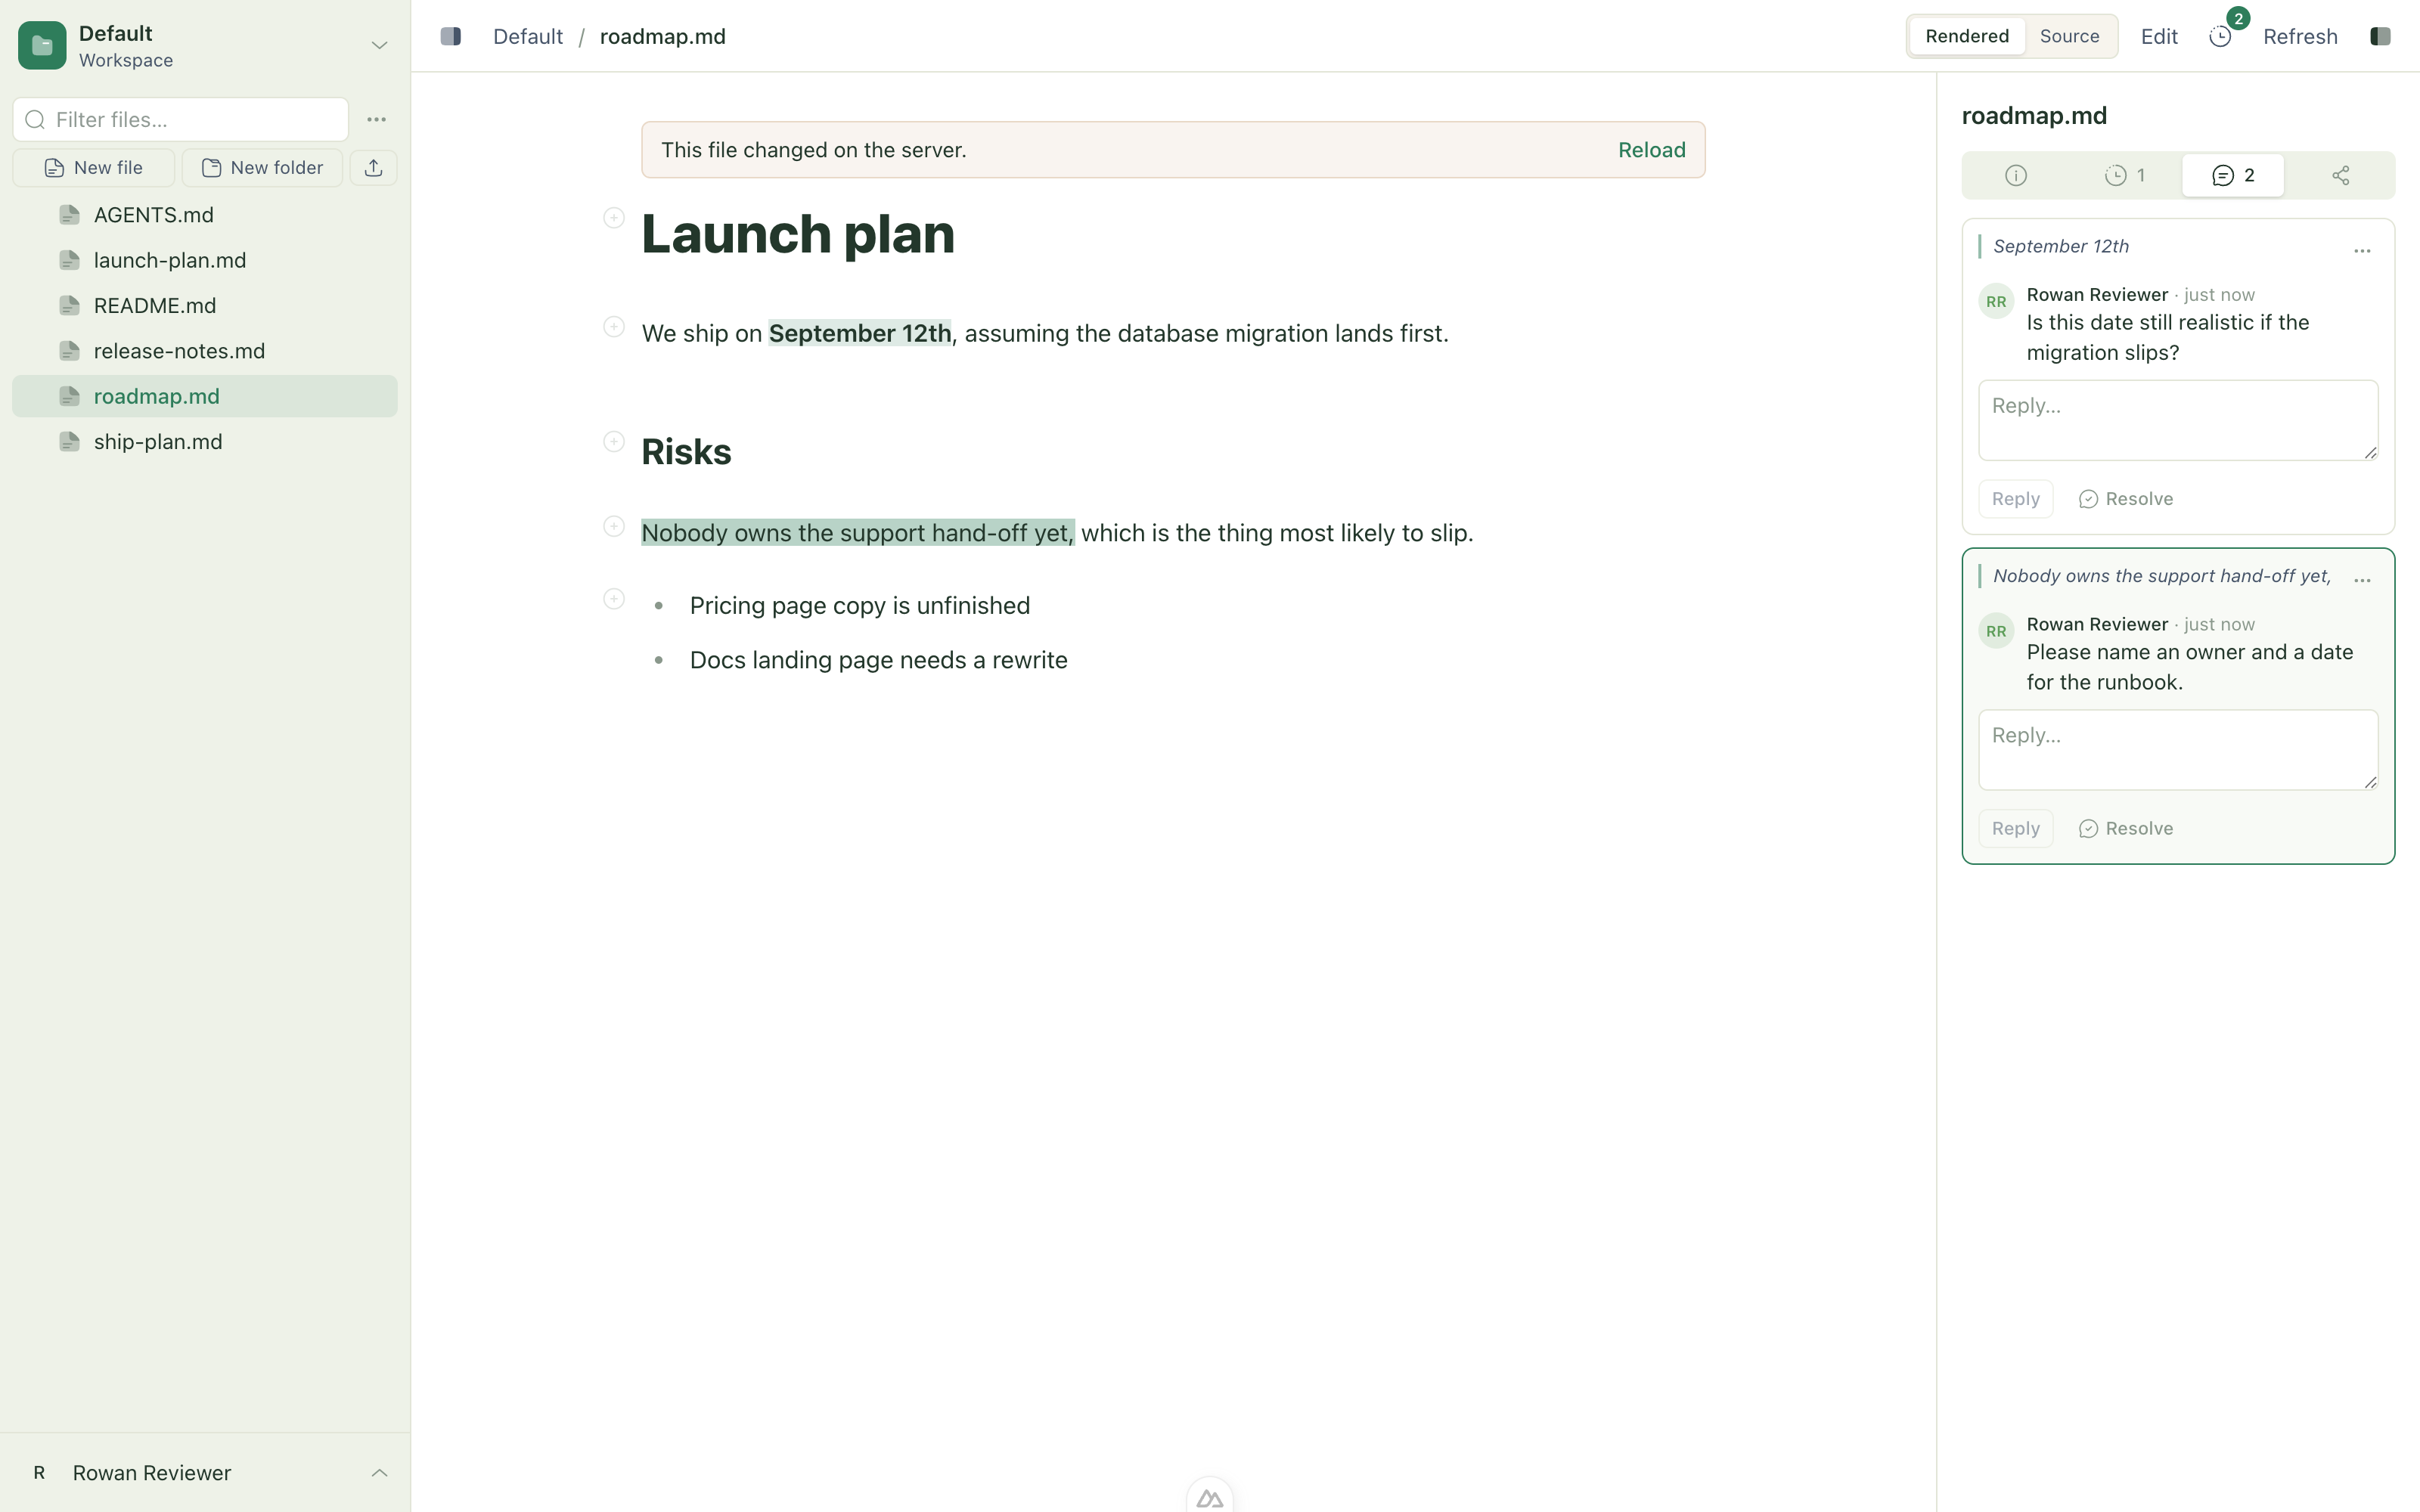 Default
Workspace
Filter files...
New file
New folder
AGENTS.md
launch-plan.md
README.md
release-notes.md
roadmap.md
ship-plan.md
R
Rowan Reviewer
Default / roadmap.md
Rendered
Source
Edit
2
Refresh
This file changed on the server.
Reload
Launch plan
We ship on September 12th, assuming the database migration lands first.
Risks
Nobody owns the support hand-off yet, which is the thing most likely to slip.
• Pricing page copy is unfinished
• Docs landing page needs a rewrite
roadmap.md
1
2
September 12th
RR
Rowan Reviewer · just now
Is this date still realistic if the
migration slips?
Reply...
Reply
Resolve
Nobody owns the support hand-off yet,
RR
Rowan Reviewer · just now
Please name an owner and a date
for the runbook.
Reply...
Reply
Resolve